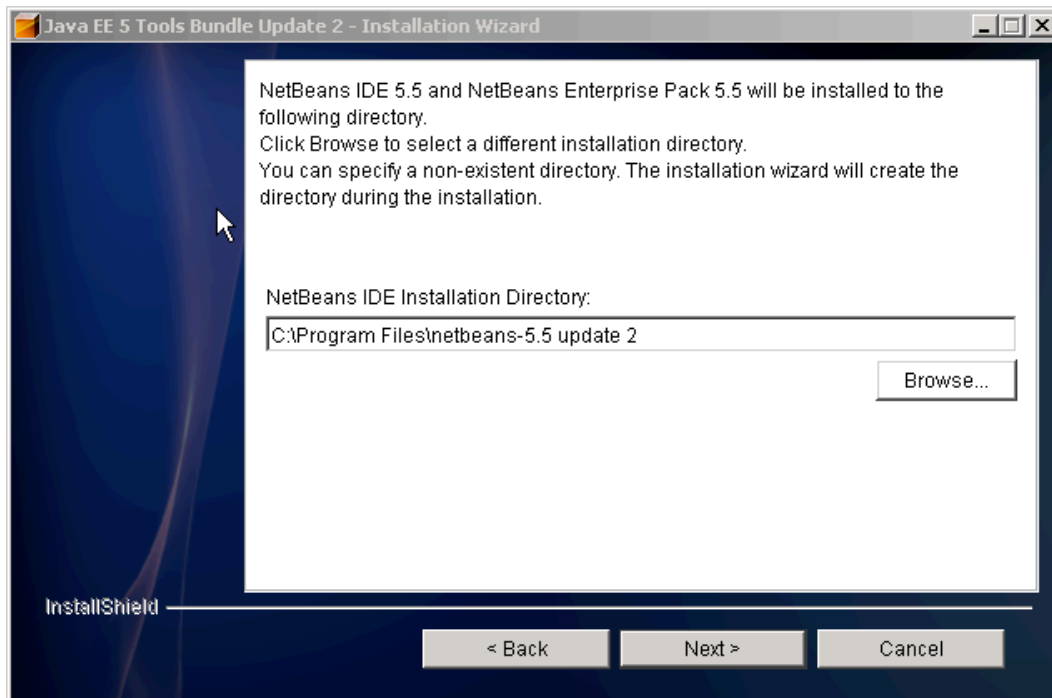 Java EE 5 Tools Bundle Update 2 - Installation Wizard
NetBeans IDE 5.5 and NetBeans Enterprise Pack 5.5 will be installed to the
following directory.
Click Browse to select a different installation directory.
You can specify a non-existent directory. The installation wizard will create the
directory during the installation.
NetBeans IDE Installation Directory:
C:\Program Files\netbeans-5.5 update 2
Browse...
InstallShield
< Back
Next >
Cancel